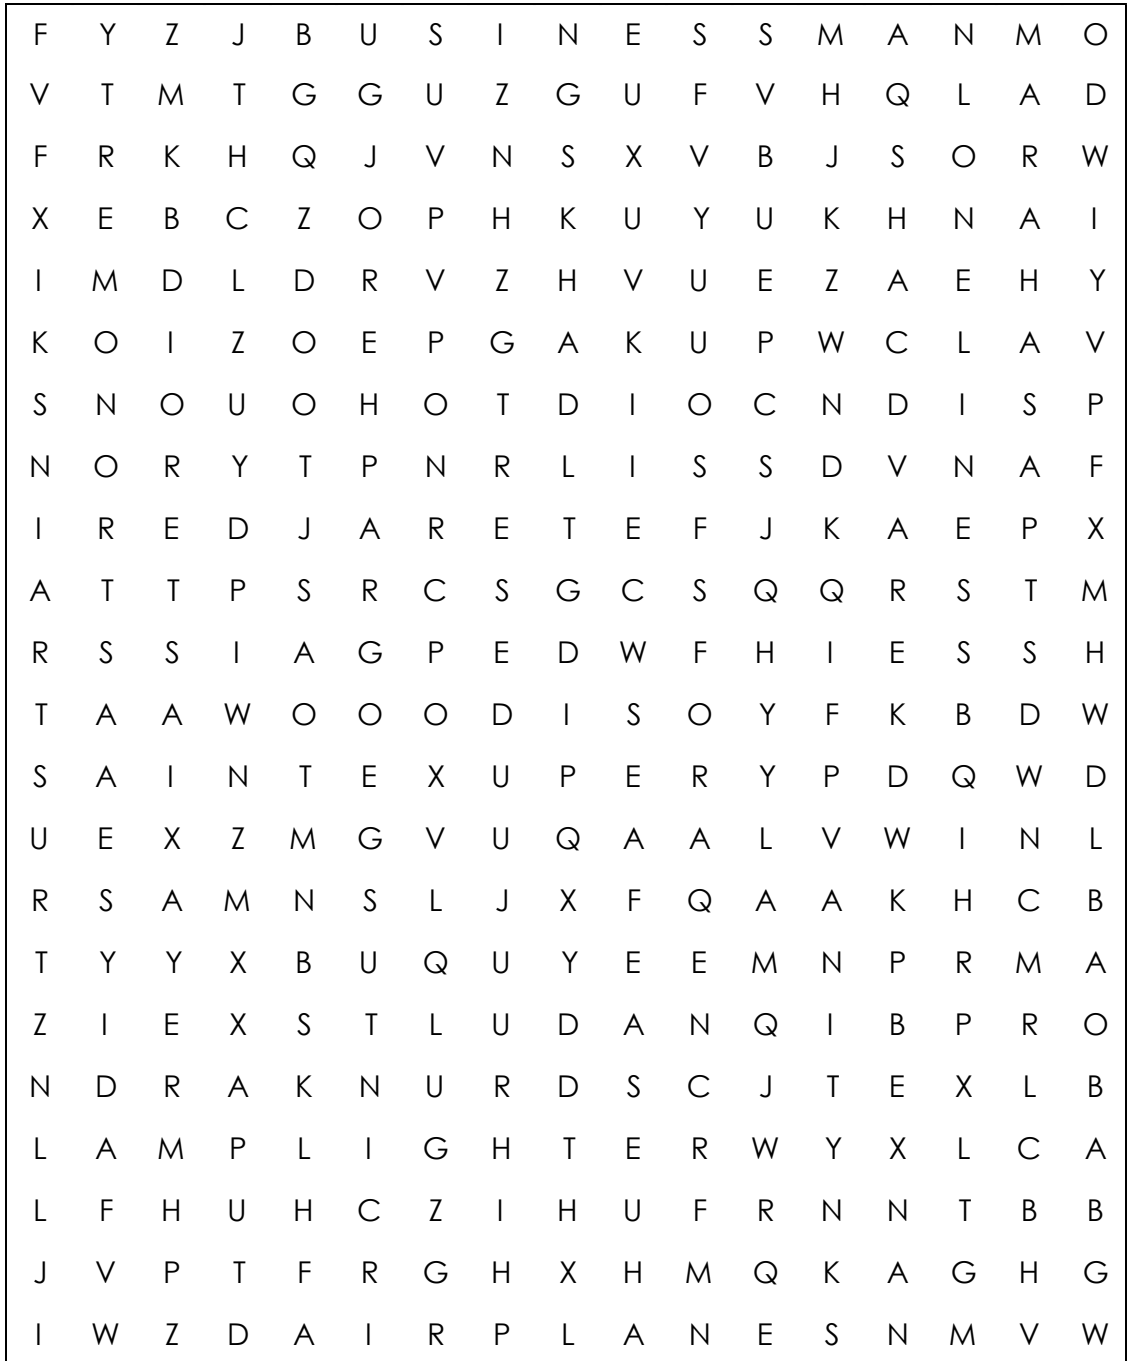 F Y Z J B U S I N E S S M A N M O
V T M T G G U Z G U F V H Q L A D
F R K H Q J V N S X V B J S O R W
X E B C Z O P H K U Y U K H N A I
I M D L D R V Z H V U E Z A E H Y
K O I Z O E P G A K U P W C L A V
S N O U O H O T D I O C N D I S P
N O R Y T P N R L I S S D V N A F
I R E D J A R E T E F J K A E P X
A T T P S R C S G C S Q Q R S T M
R S S I A G P E D W F H I E S S H
T A A W O O O D I S O Y F K B D W
S A I N T E X U P E R Y P D Q W D
U E X Z M G V U Q A A L V W I N L
R S A M N S L J X F Q A A K H C B
T Y Y X B U Q U Y E E M N P R M A
Z I E X S T L U D A N Q I B P R O
N D R A K N U R D S C J T E X L B
L A M P L I G H T E R W Y X L C A
L F H U H C Z I H U F R N N T B B
J V P T F R G H X H M Q K A G H G
I W Z D A I R P L A N E S N M V W